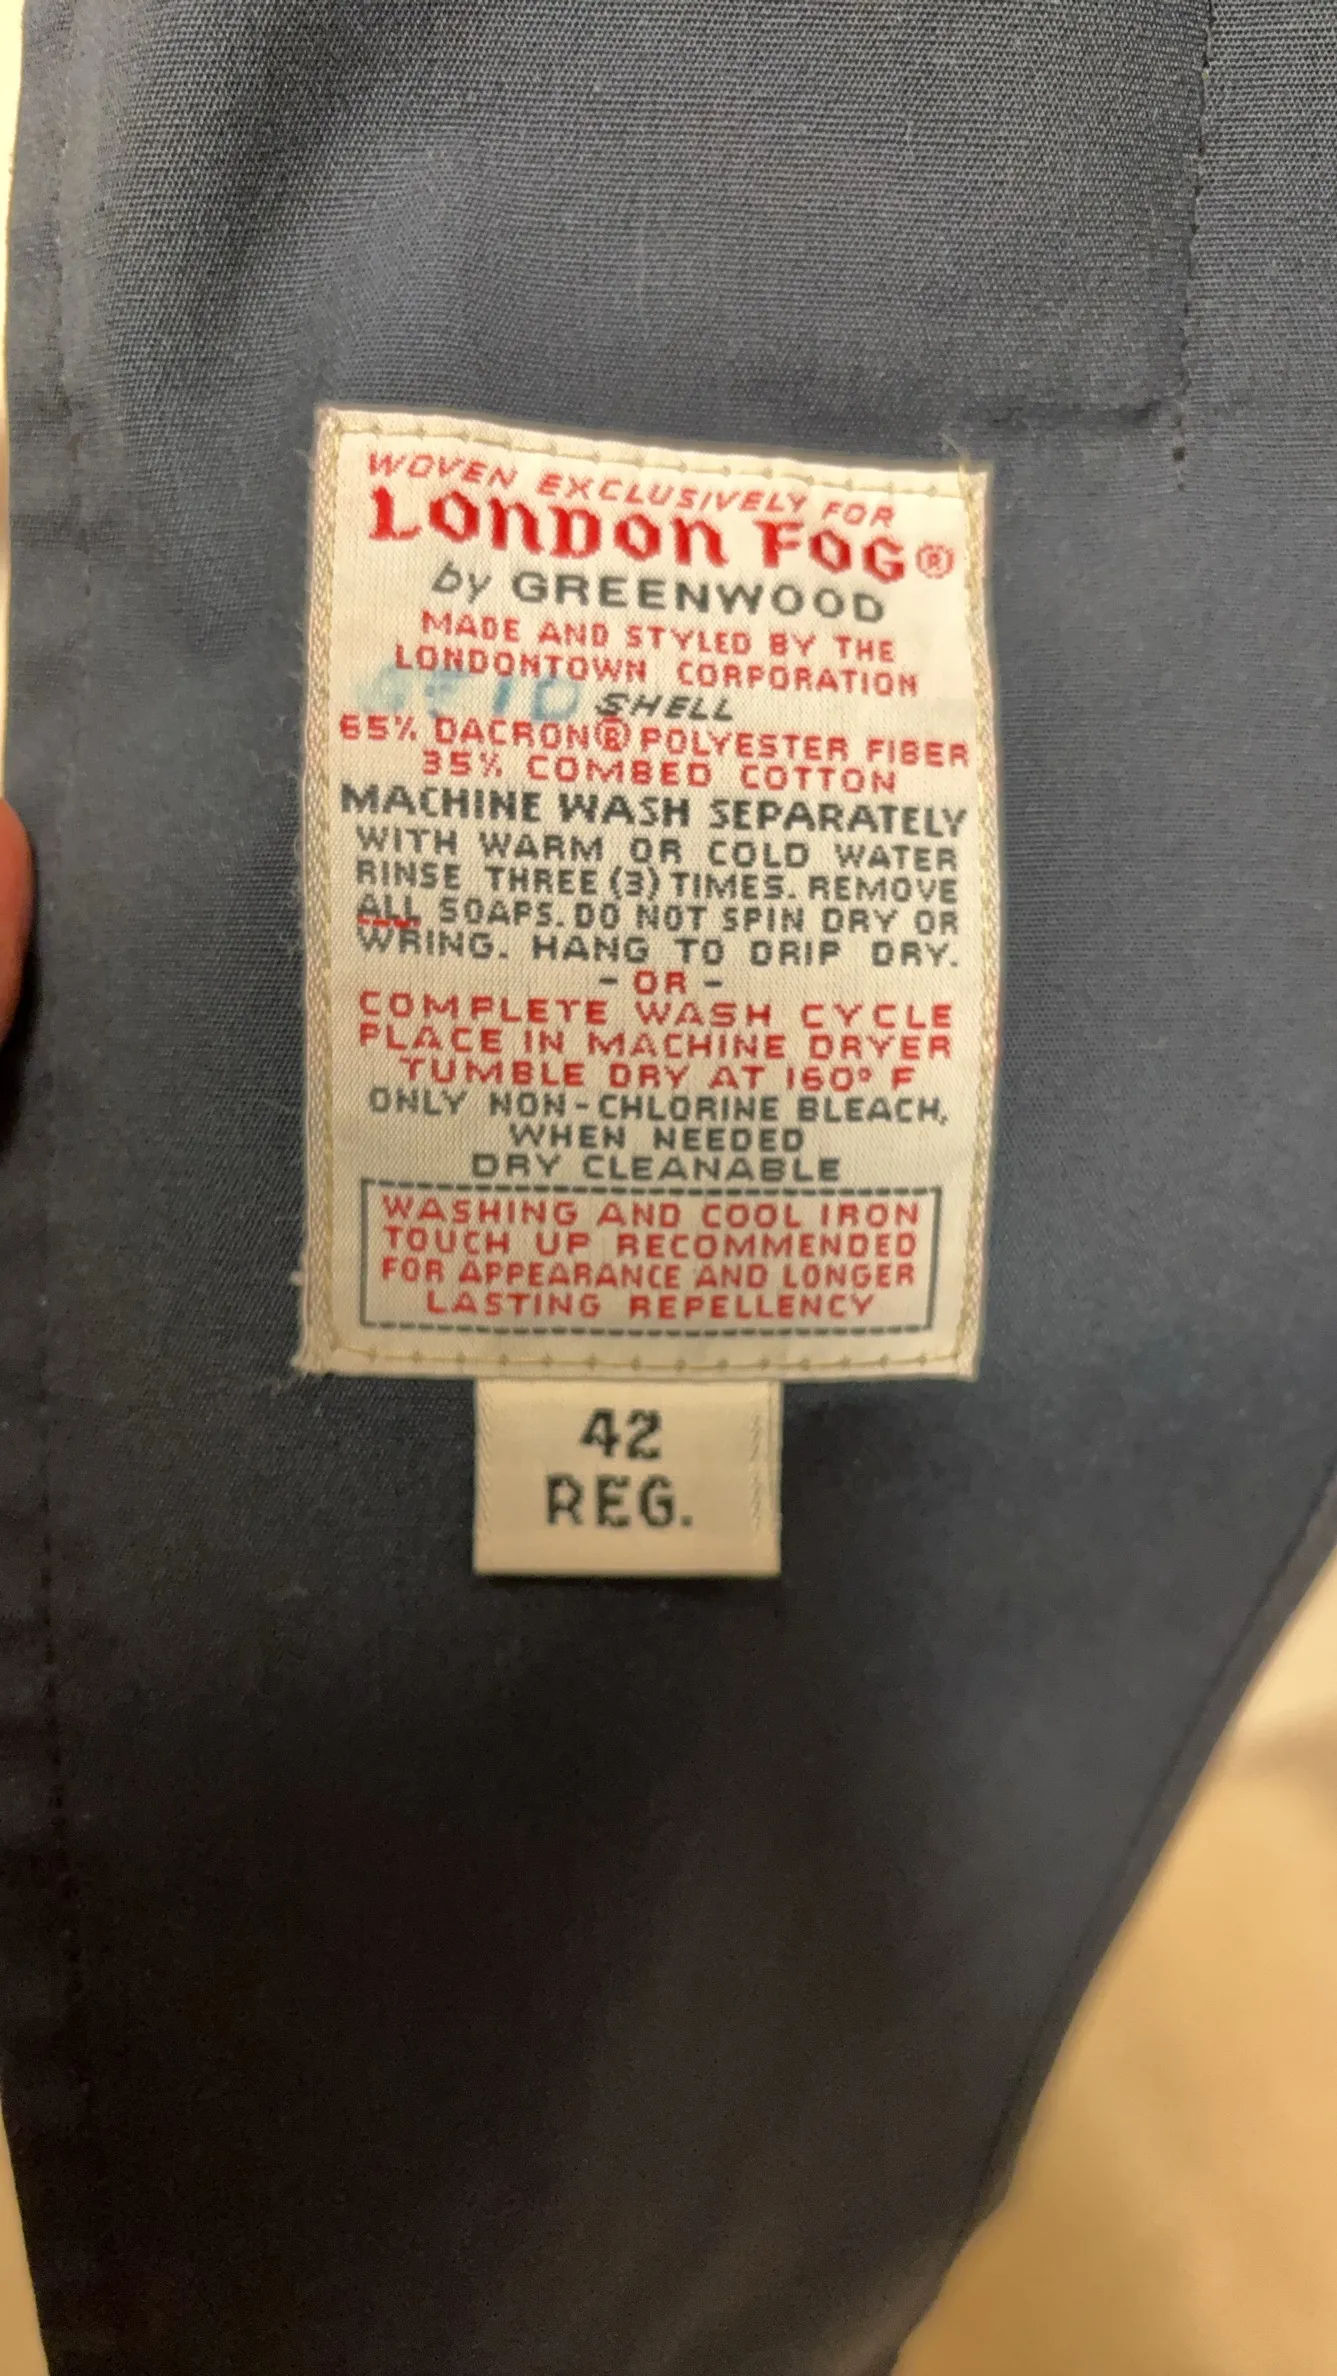 WOVEN EXCLUSIVELY FOR
LONDON FOG®
by GREENWOOD
MADE AND STYLED BY THE
LONDONTOWN CORPORATION
SHELL
65% DACRON® POLYESTER FIBER
35% COMBED COTTON
MACHINE WASH SEPARATELY
WITH WARM OR COLD WATER
RINSE THREE (3) TIMES. REMOVE
ALL SOAPS. DO NOT SPIN DRY OR
WRING. HANG TO DRIP DRY.
- OR -
COMPLETE WASH CYCLE
PLACE IN MACHINE DRYER
TUMBLE DRY AT 160° F
ONLY NON-CHLORINE BLEACH,
WHEN NEEDED
DRY CLEANABLE
WASHING AND COOL IRON
TOUCH UP RECOMMENDED
FOR APPEARANCE AND LONGER
LASTING REPELLENCY
42
REG.